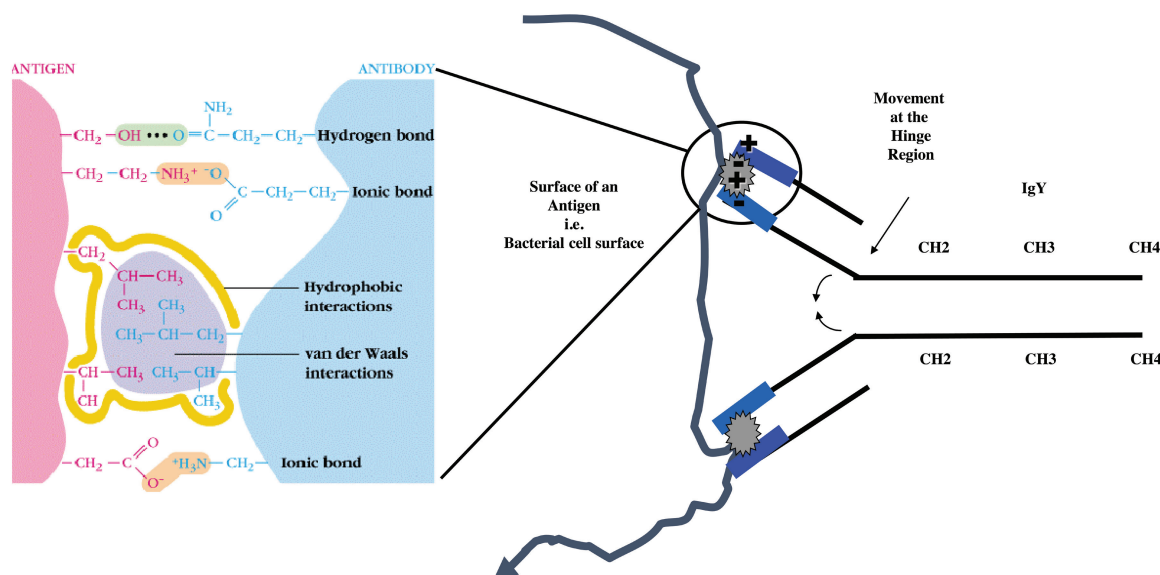 ANTIGEN
ANTIBODY
NH₂
CH₂ OH ••• O C CH₂ CH₂ Hydrogen bond
CH₂ CH₂ NH₃⁺ ⁻O
C CH₂ CH₂ Ionic bond
O
CH₂
CH CH₃
CH₃ CH₃
CH₃ CH CH₂
Hydrophobic
interactions
van der Waals
interactions
CH CH₃ CH₃ CH
CH CH₃
O
CH₂ C ⁺H₃N CH₂ Ionic bond
O⁻
Surface of an
Antigen
i.e.
Bacterial cell surface
+
-
+
-
Movement
at the
Hinge
Region
IgY
CH2 CH3 CH4
CH2 CH3 CH4